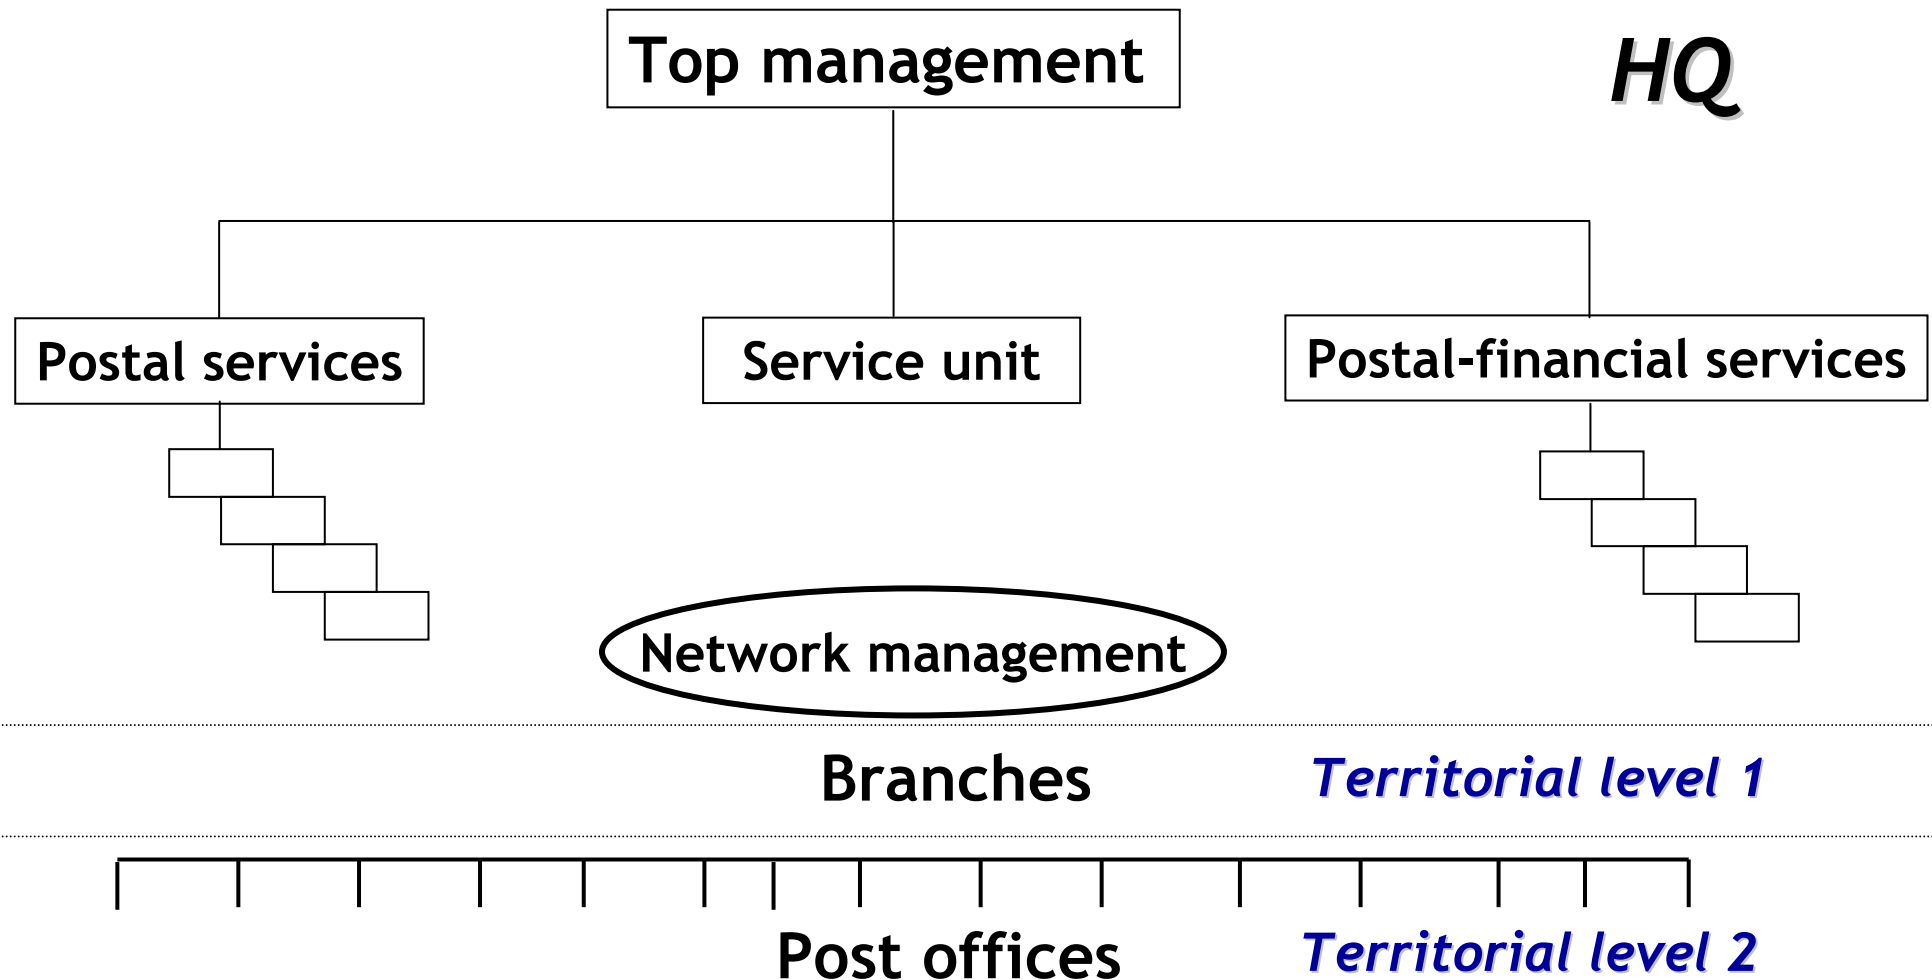 Top management
HQ
Postal services
Service unit
Postal-financial services
Network management
Branches
Territorial level 1
Post offices
Territorial level 2